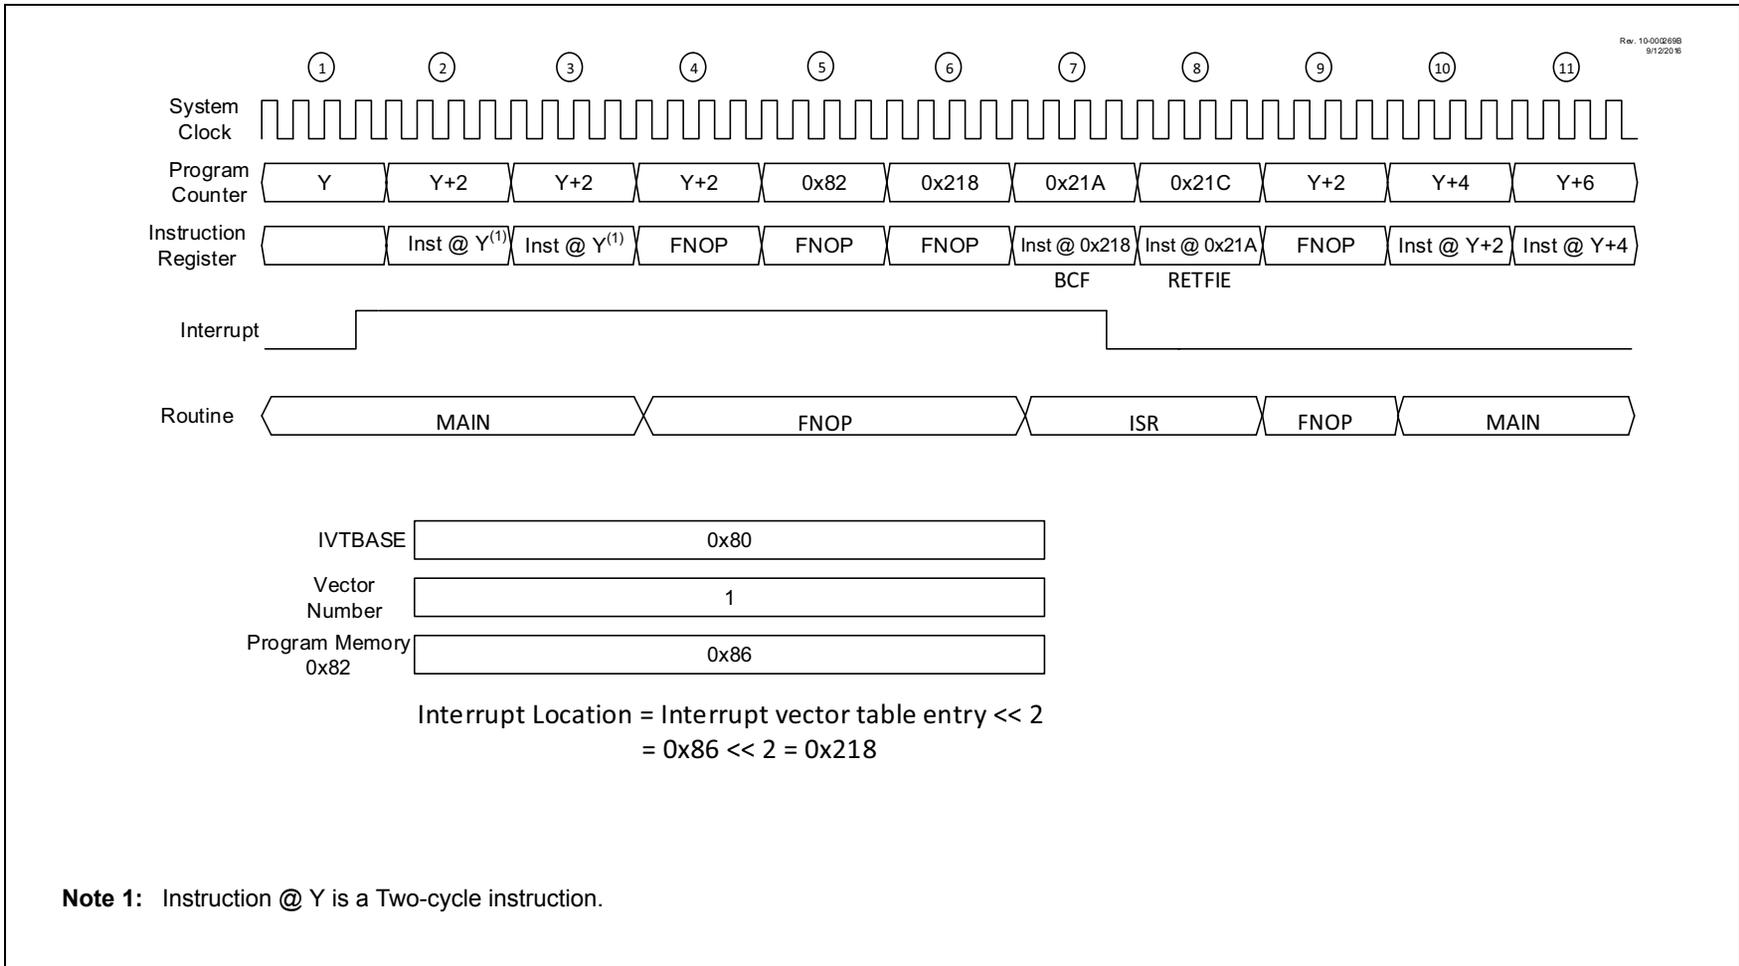 Rev. 10-000269B
9/12/2016
1 2 3 4 5 6 7 8 9 10 11
System
Clock
Program
Counter
Y Y+2 Y+2 Y+2 0x82 0x218 0x21A 0x21C Y+2 Y+4 Y+6
Instruction
Register
Inst @ Y(1) Inst @ Y(1) FNOP FNOP FNOP Inst @ 0x218 Inst @ 0x21A FNOP Inst @ Y+2 Inst @ Y+4
BCF RETFIE
Interrupt
Routine MAIN FNOP ISR FNOP MAIN
IVTBASE 0x80
Vector
Number
1
Program Memory
0x82
0x86
Interrupt Location = Interrupt vector table entry << 2
= 0x86 << 2 = 0x218
Note 1: Instruction @ Y is a Two-cycle instruction.